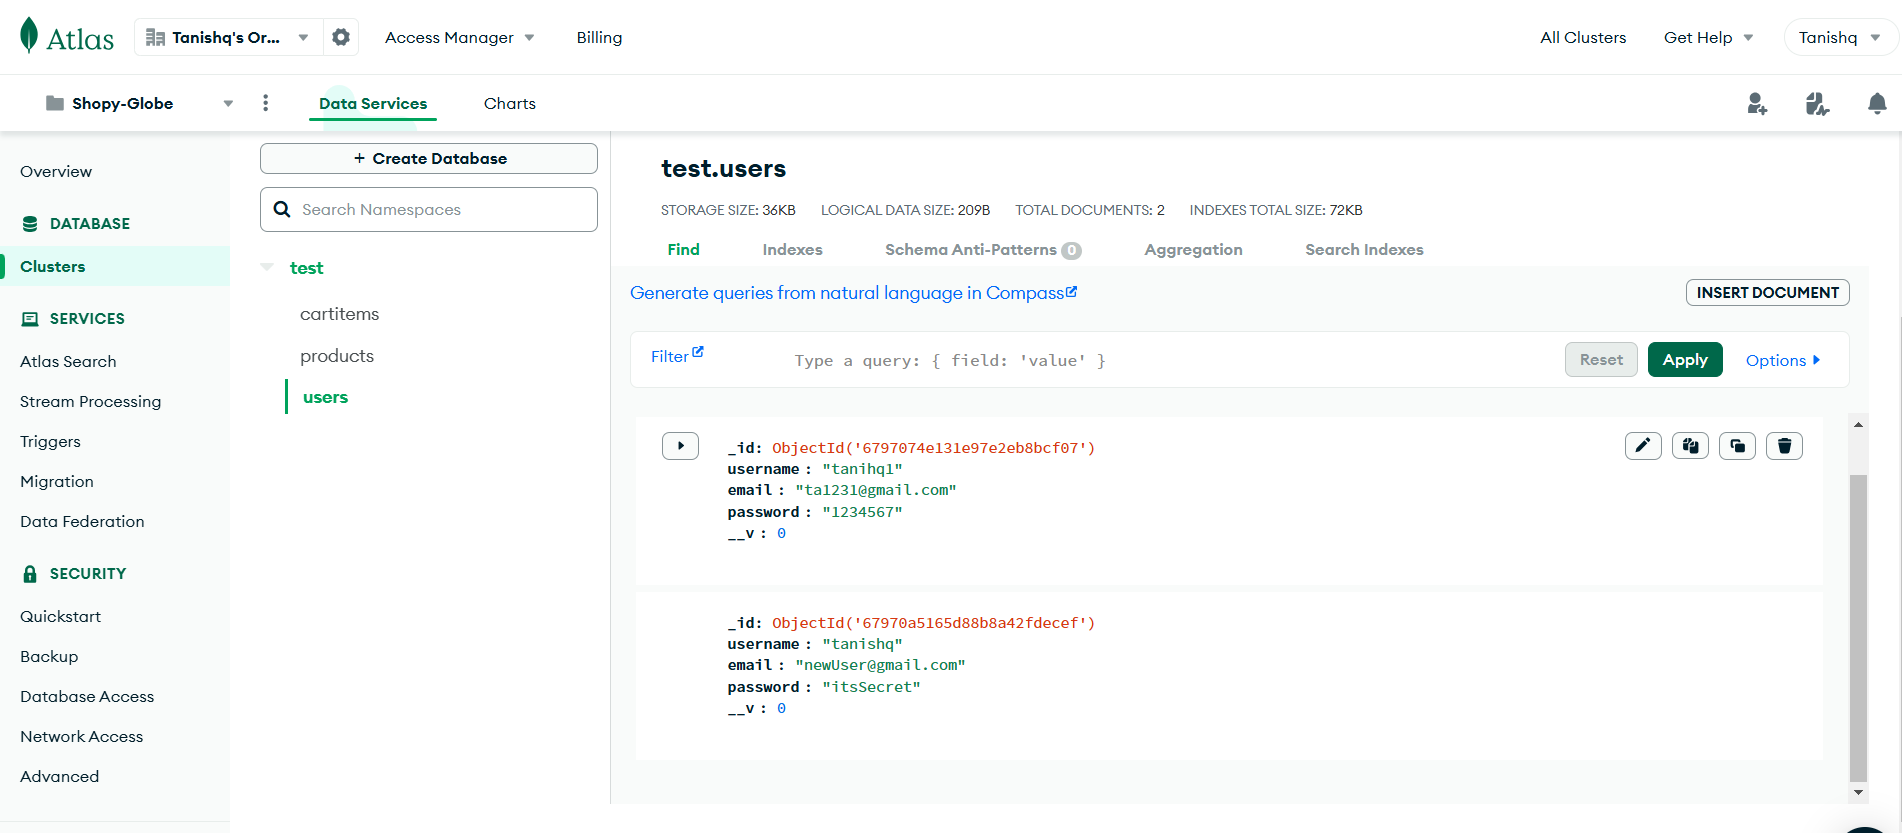 Atlas
Tanishq's Or...
Access Manager
Billing
All Clusters
Get Help
Tanishq
Shopy-Globe
Data Services
Charts
Overview
DATABASE
Clusters
SERVICES
Atlas Search
Stream Processing
Triggers
Migration
Data Federation
SECURITY
Quickstart
Backup
Database Access
Network Access
Advanced
+ Create Database
Search Namespaces
test
cartitems
products
users
test.users
STORAGE SIZE: 36KB LOGICAL DATA SIZE: 209B TOTAL DOCUMENTS: 2 INDEXES TOTAL SIZE: 72KB
Find Indexes Schema Anti-Patterns 0 Aggregation Search Indexes
Generate queries from natural language in Compass
INSERT DOCUMENT
Filter
Type a query: { field: 'value' }
Reset
Apply
Options
_id: ObjectId('6797074e131e97e2eb8bcf07')
username : "tanihq1"
email : "ta1231@gmail.com"
password : "1234567"
__v : 0
_id: ObjectId('67970a5165d88b8a42fdecef')
username : "tanishq"
email : "newUser@gmail.com"
password : "itsSecret"
__v : 0